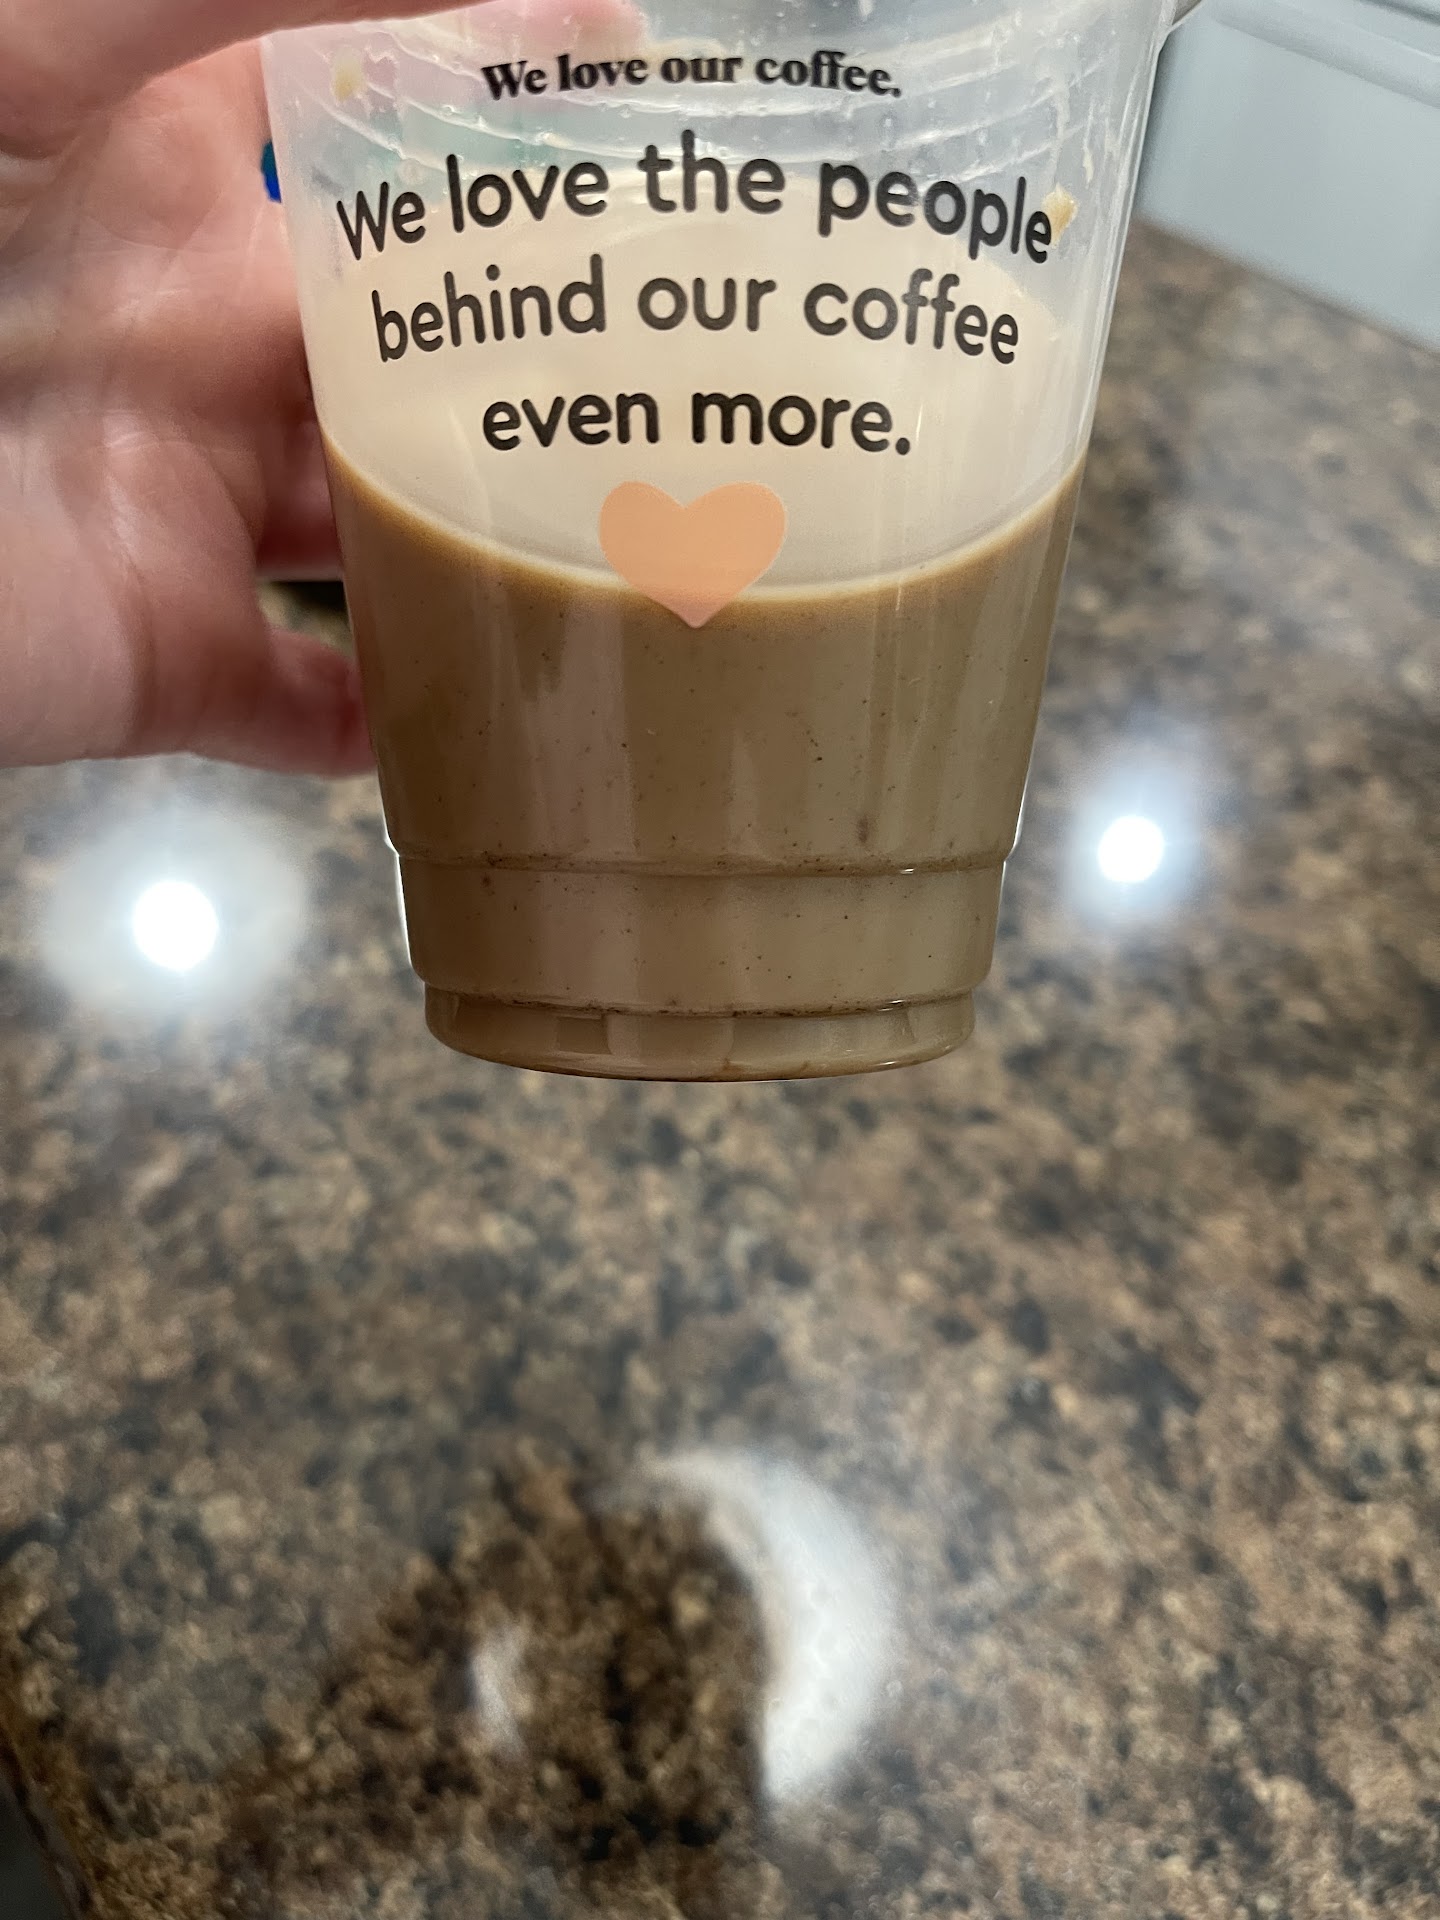 We love our coffee.
We love the people
behind our coffee
even more.